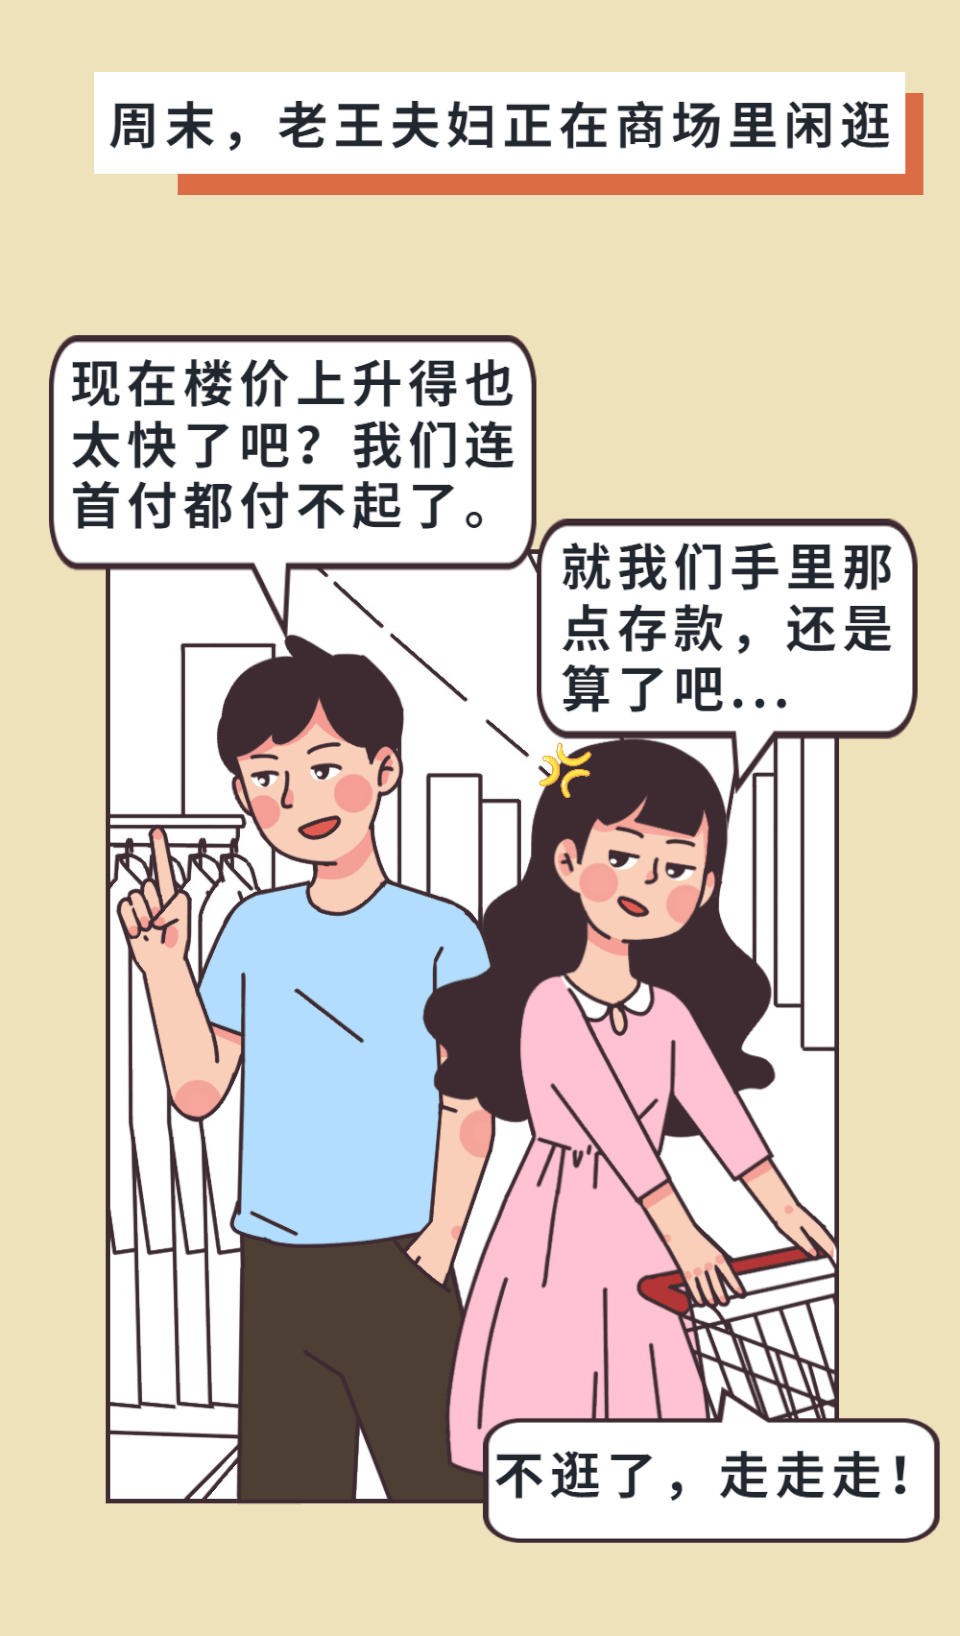 周末，老王夫妇正在商场里闲逛
现在楼价上升得也
太快了吧？我们连
首付都付不起了。
就我们手里那
点存款，还是
算了吧...
不逛了，走走走！